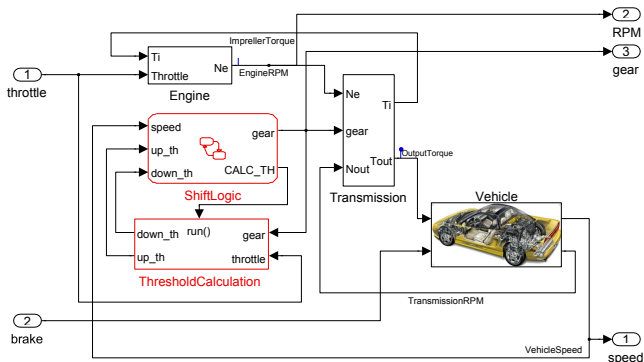 ImprellerTorque
2
RPM
Ti
Ne
EngineRPM
3
gear
1
Throttle
throttle
Engine
Ne
Ti
speed
gear
gear
up_th
Tout
OutputTorque
CALC_TH
Nout
down_th
ShiftLogic
Transmission
Vehicle
run()
down_th
gear
up_th
throttle
ThresholdCalculation
TransmissionRPM
2
brake
VehicleSpeed
1
speed